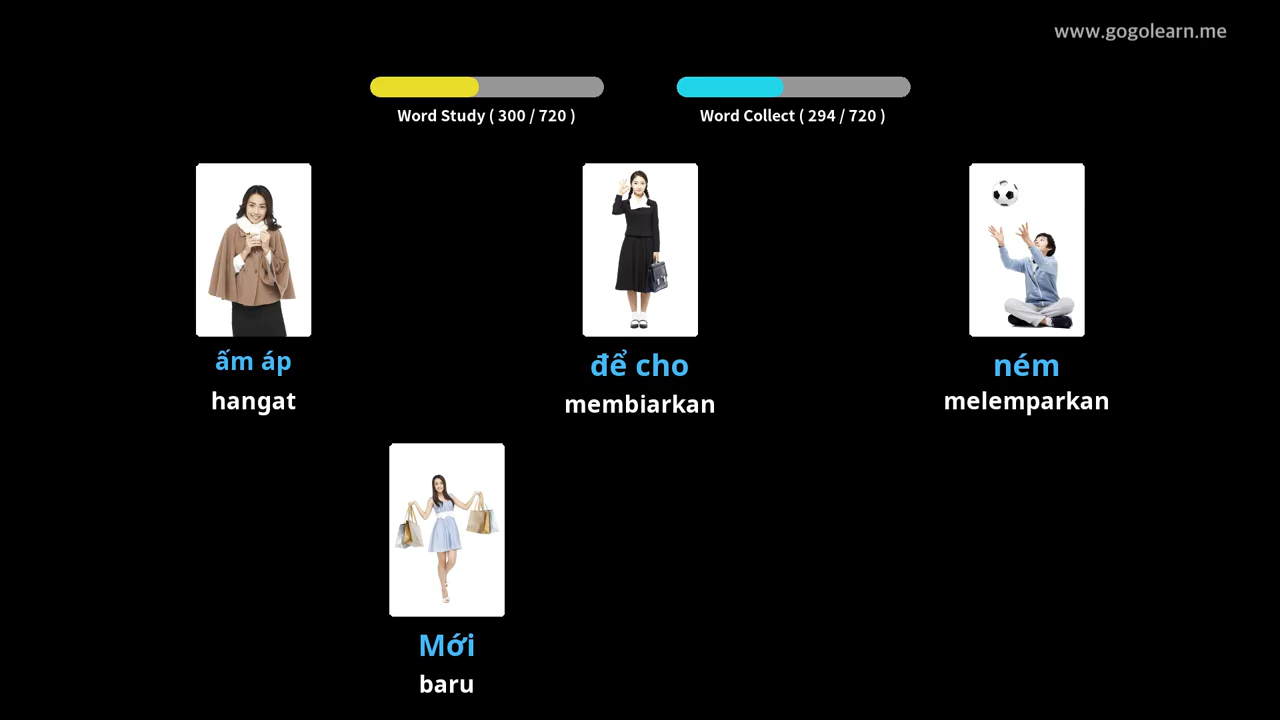 www.gogolearn.me
Word Study ( 300 / 720 )
Word Collect ( 294 / 720 )
ấm áp
hangat
để cho
membiarkan
ném
melemparkan
Mới
baru